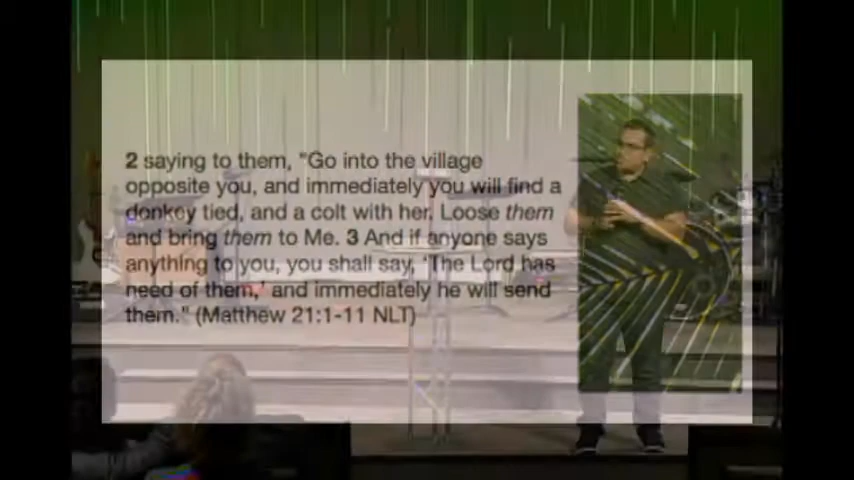 2 saying to them, "Go into the village
opposite you, and immediately you will find a
donkey tied, and a colt with her. Loose them
and bring them to Me. 3 And if anyone says
anything to you, you shall say, 'The Lord has
need of them,' and immediately he will send
them." (Matthew 21:1-11 NLT)